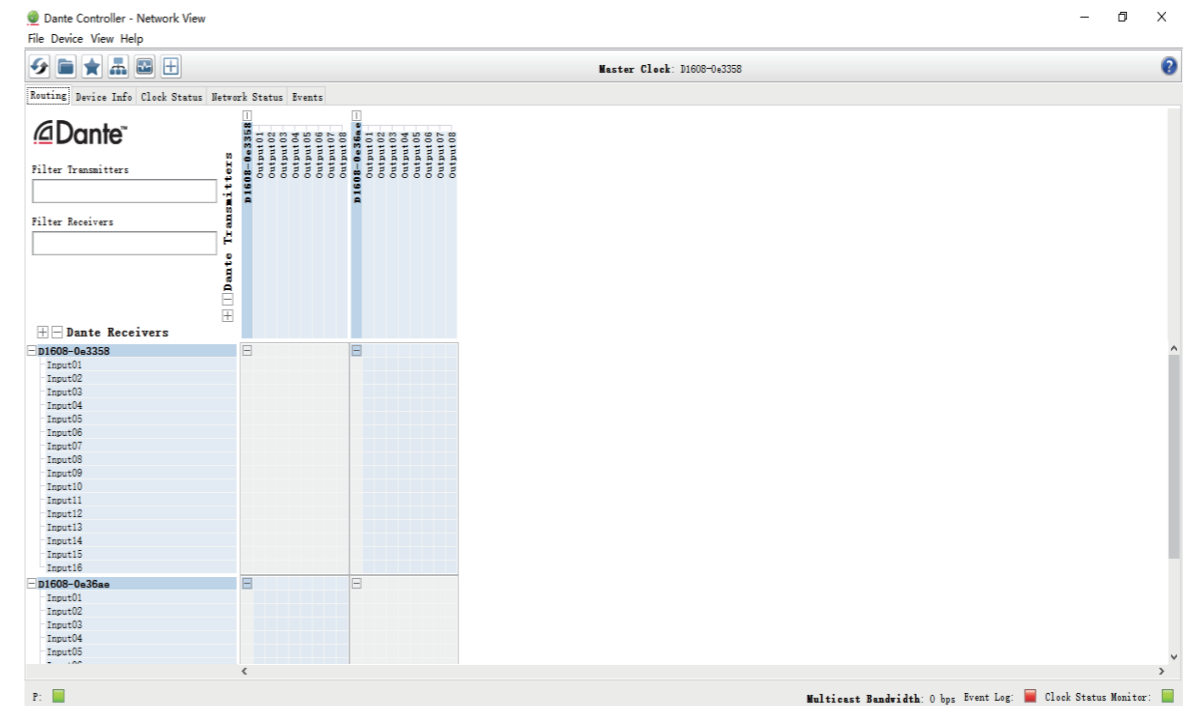 Dante Controller - Network View
File Device View Help
Master Clock: D1608-0e3358
Routing Device Info Clock Status Network Status Events
Dante™
Filter Transmitters
Filter Receivers
Dante Transmitters
D1608-0e3358
Output01
Output02
Output03
Output04
Output05
Output06
Output07
Output08
D1608-0e36ae
Output01
Output02
Output03
Output04
Output05
Output06
Output07
Output08
Dante Receivers
D1608-0e3358
Input01
Input02
Input03
Input04
Input05
Input06
Input07
Input08
Input09
Input10
Input11
Input12
Input13
Input14
Input15
Input16
D1608-0e36ae
Input01
Input02
Input03
Input04
Input05
P:
Multicast Bandwidth: 0 bps Event Log: Clock Status Monitor: